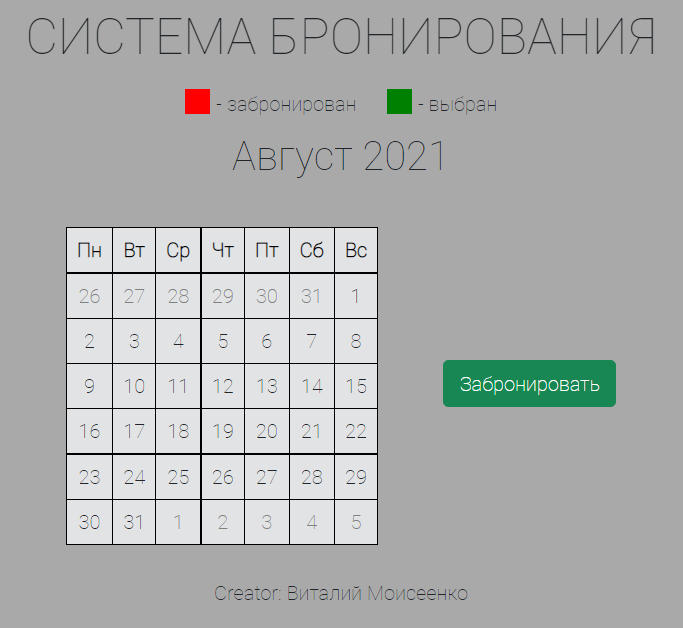 СИСТЕМА БРОНИРОВАНИЯ
- забронирован - выбран
Август 2021
Пн Вт Ср Чт Пт Сб Вс
26 27 28 29 30 31 1
2 3 4 5 6 7 8
9 10 11 12 13 14 15
16 17 18 19 20 21 22
23 24 25 26 27 28 29
30 31 1 2 3 4 5
Забронировать
Creator: Виталий Моисеенко